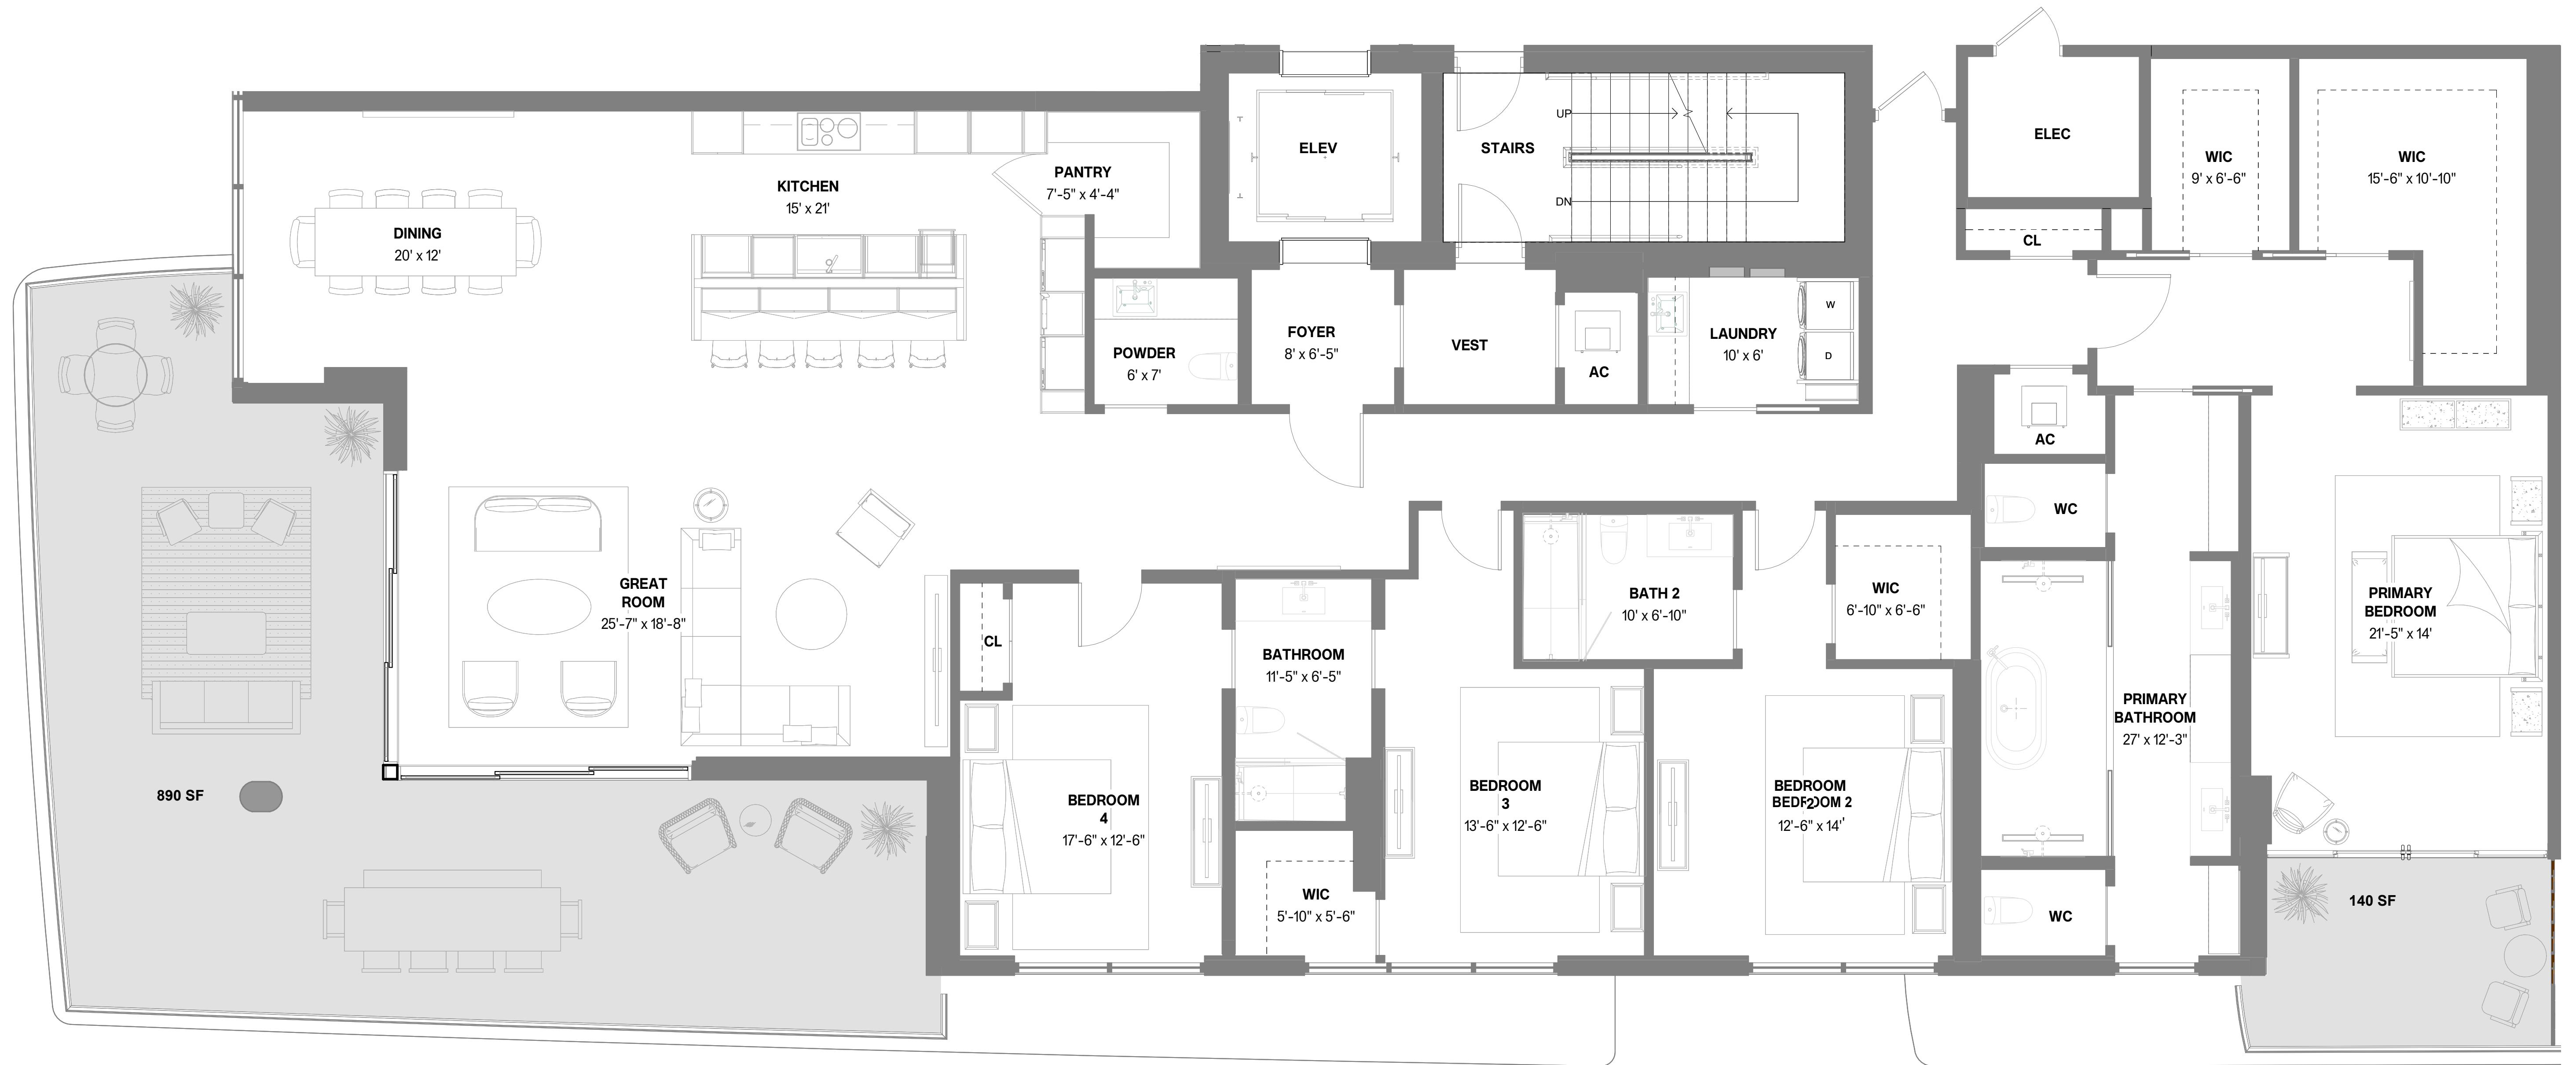 ELEV
STAIRS
UP
DN
ELEC
WIC
9' x 6'-6"
WIC
15'-6" x 10'-10"
CL
KITCHEN
15' x 21'
PANTRY
7'-5" x 4'-4"
DINING
20' x 12'
POWDER
6' x 7'
FOYER
8' x 6'-5"
VEST
AC
LAUNDRY
10' x 6'
W
D
AC
WC
GREAT
ROOM
25'-7" x 18'-8"
CL
BATHROOM
11'-5" x 6'-5"
BATH 2
10' x 6'-10"
WIC
6'-10" x 6'-6"
PRIMARY
BEDROOM
21'-5" x 14'
PRIMARY
BATHROOM
27' x 12'-3"
890 SF
BEDROOM
4
17'-6" x 12'-6"
BEDROOM
3
13'-6" x 12'-6"
BEDROOM
2
BEDROOM 2
12'-6" x 14'
WIC
5'-10" x 5'-6"
WC
140 SF